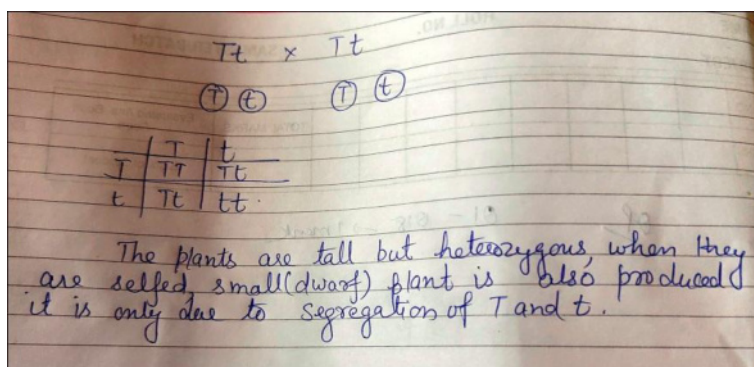 Tt × Tt
T t T t
T t
T TT Tt
t Tt tt.
The plants are tall but heterozygous, when they
are selfed, small(dwarf) plant is also produced
it is only due to segregation of T and t.